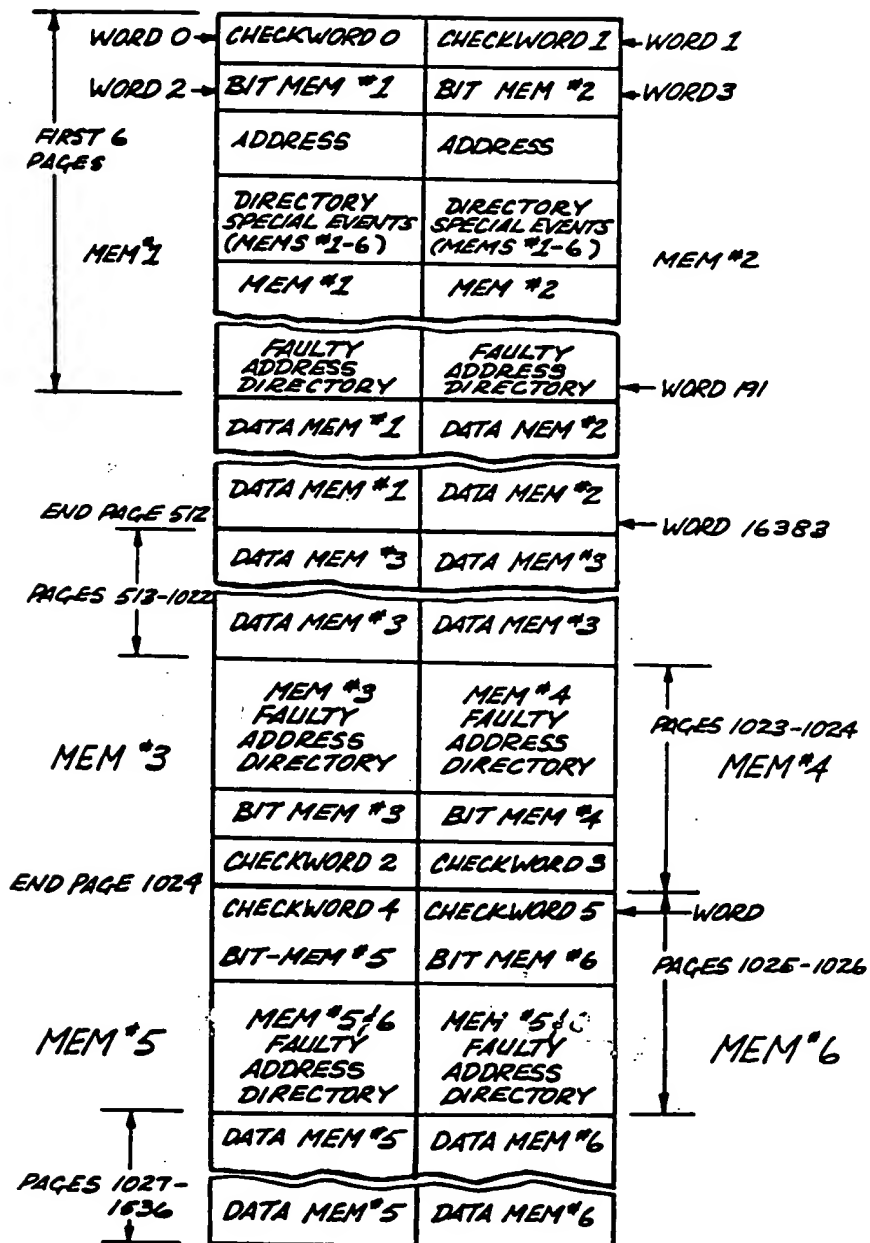 WORD 0 CHECKWORD 0 CHECKWORD 1 WORD 1
WORD 2 BIT MEM #1 BIT MEM #2 WORD 3
FIRST 6
PAGES
ADDRESS ADDRESS
DIRECTORY
SPECIAL EVENTS
(MEMS #1-6)
DIRECTORY
SPECIAL EVENTS
(MEMS #1-6)
MEM #1
MEM #2
MEM #1 MEM #2
FAULTY
ADDRESS
DIRECTORY
FAULTY
ADDRESS
DIRECTORY
WORD 191
DATA MEM #1 DATA MEM #2
DATA MEM #1 DATA MEM #2
END PAGE 512
WORD 16383
DATA MEM #3 DATA MEM #3
PAGES 513-1022
DATA MEM #3 DATA MEM #3
MEM #3
FAULTY
ADDRESS
DIRECTORY
MEM #4
FAULTY
ADDRESS
DIRECTORY
PAGES 1023-1024
MEM #3
MEM #4
BIT MEM #3 BIT MEM #4
CHECKWORD 2 CHECKWORD 3
END PAGE 1024
CHECKWORD 4 CHECKWORD 5 WORD
BIT-MEM #5 BIT MEM #6
PAGES 1025-1026
MEM #5 & 6
FAULTY
ADDRESS
DIRECTORY
MEM #5 &
FAULTY
ADDRESS
DIRECTORY
MEM #5
MEM #6
DATA MEM #5 DATA MEM #6
PAGES 1027-
1536
DATA MEM #5 DATA MEM #6